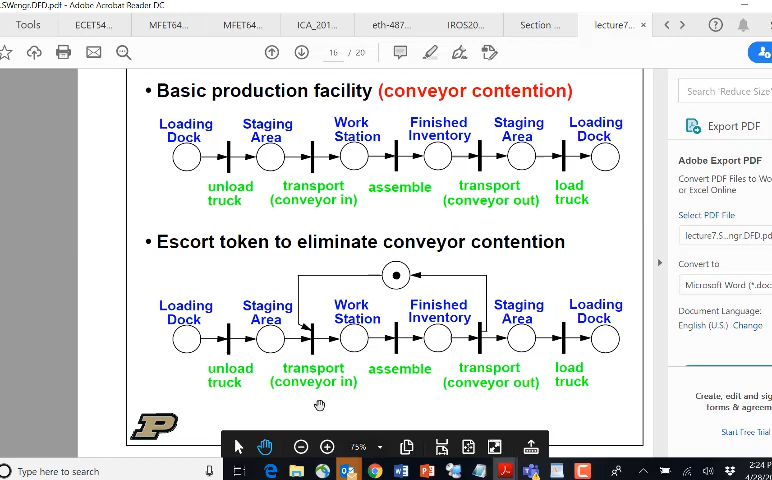 .SWengr.DFD.pdf - Adobe Acrobat Reader DC
Tools ECET54... MFET64... MFET64... ICA_201... eth-487... IROS20... Section ... lecture7... ×
16 / 20
• Basic production facility (conveyor contention)
Loading Dock Staging Area Work Station Finished Inventory Staging Area Loading Dock
unload truck transport (conveyor in) assemble transport (conveyor out) load truck
• Escort token to eliminate conveyor contention
Loading Dock Staging Area Work Station Finished Inventory Staging Area Loading Dock
unload truck transport (conveyor in) assemble transport (conveyor out) load truck
P
75%
Search 'Reduce Size'
Export PDF
Adobe Export PDF
Convert PDF Files to Wo
or Excel Online
Select PDF File
lecture7.S...ngr.DFD.pd
Convert to
Microsoft Word (*.doc
Document Language:
English (U.S.) Change
Create, edit and sig
forms & agreem
Start Free Trial
Type here to search
2:24 P
4/28/20